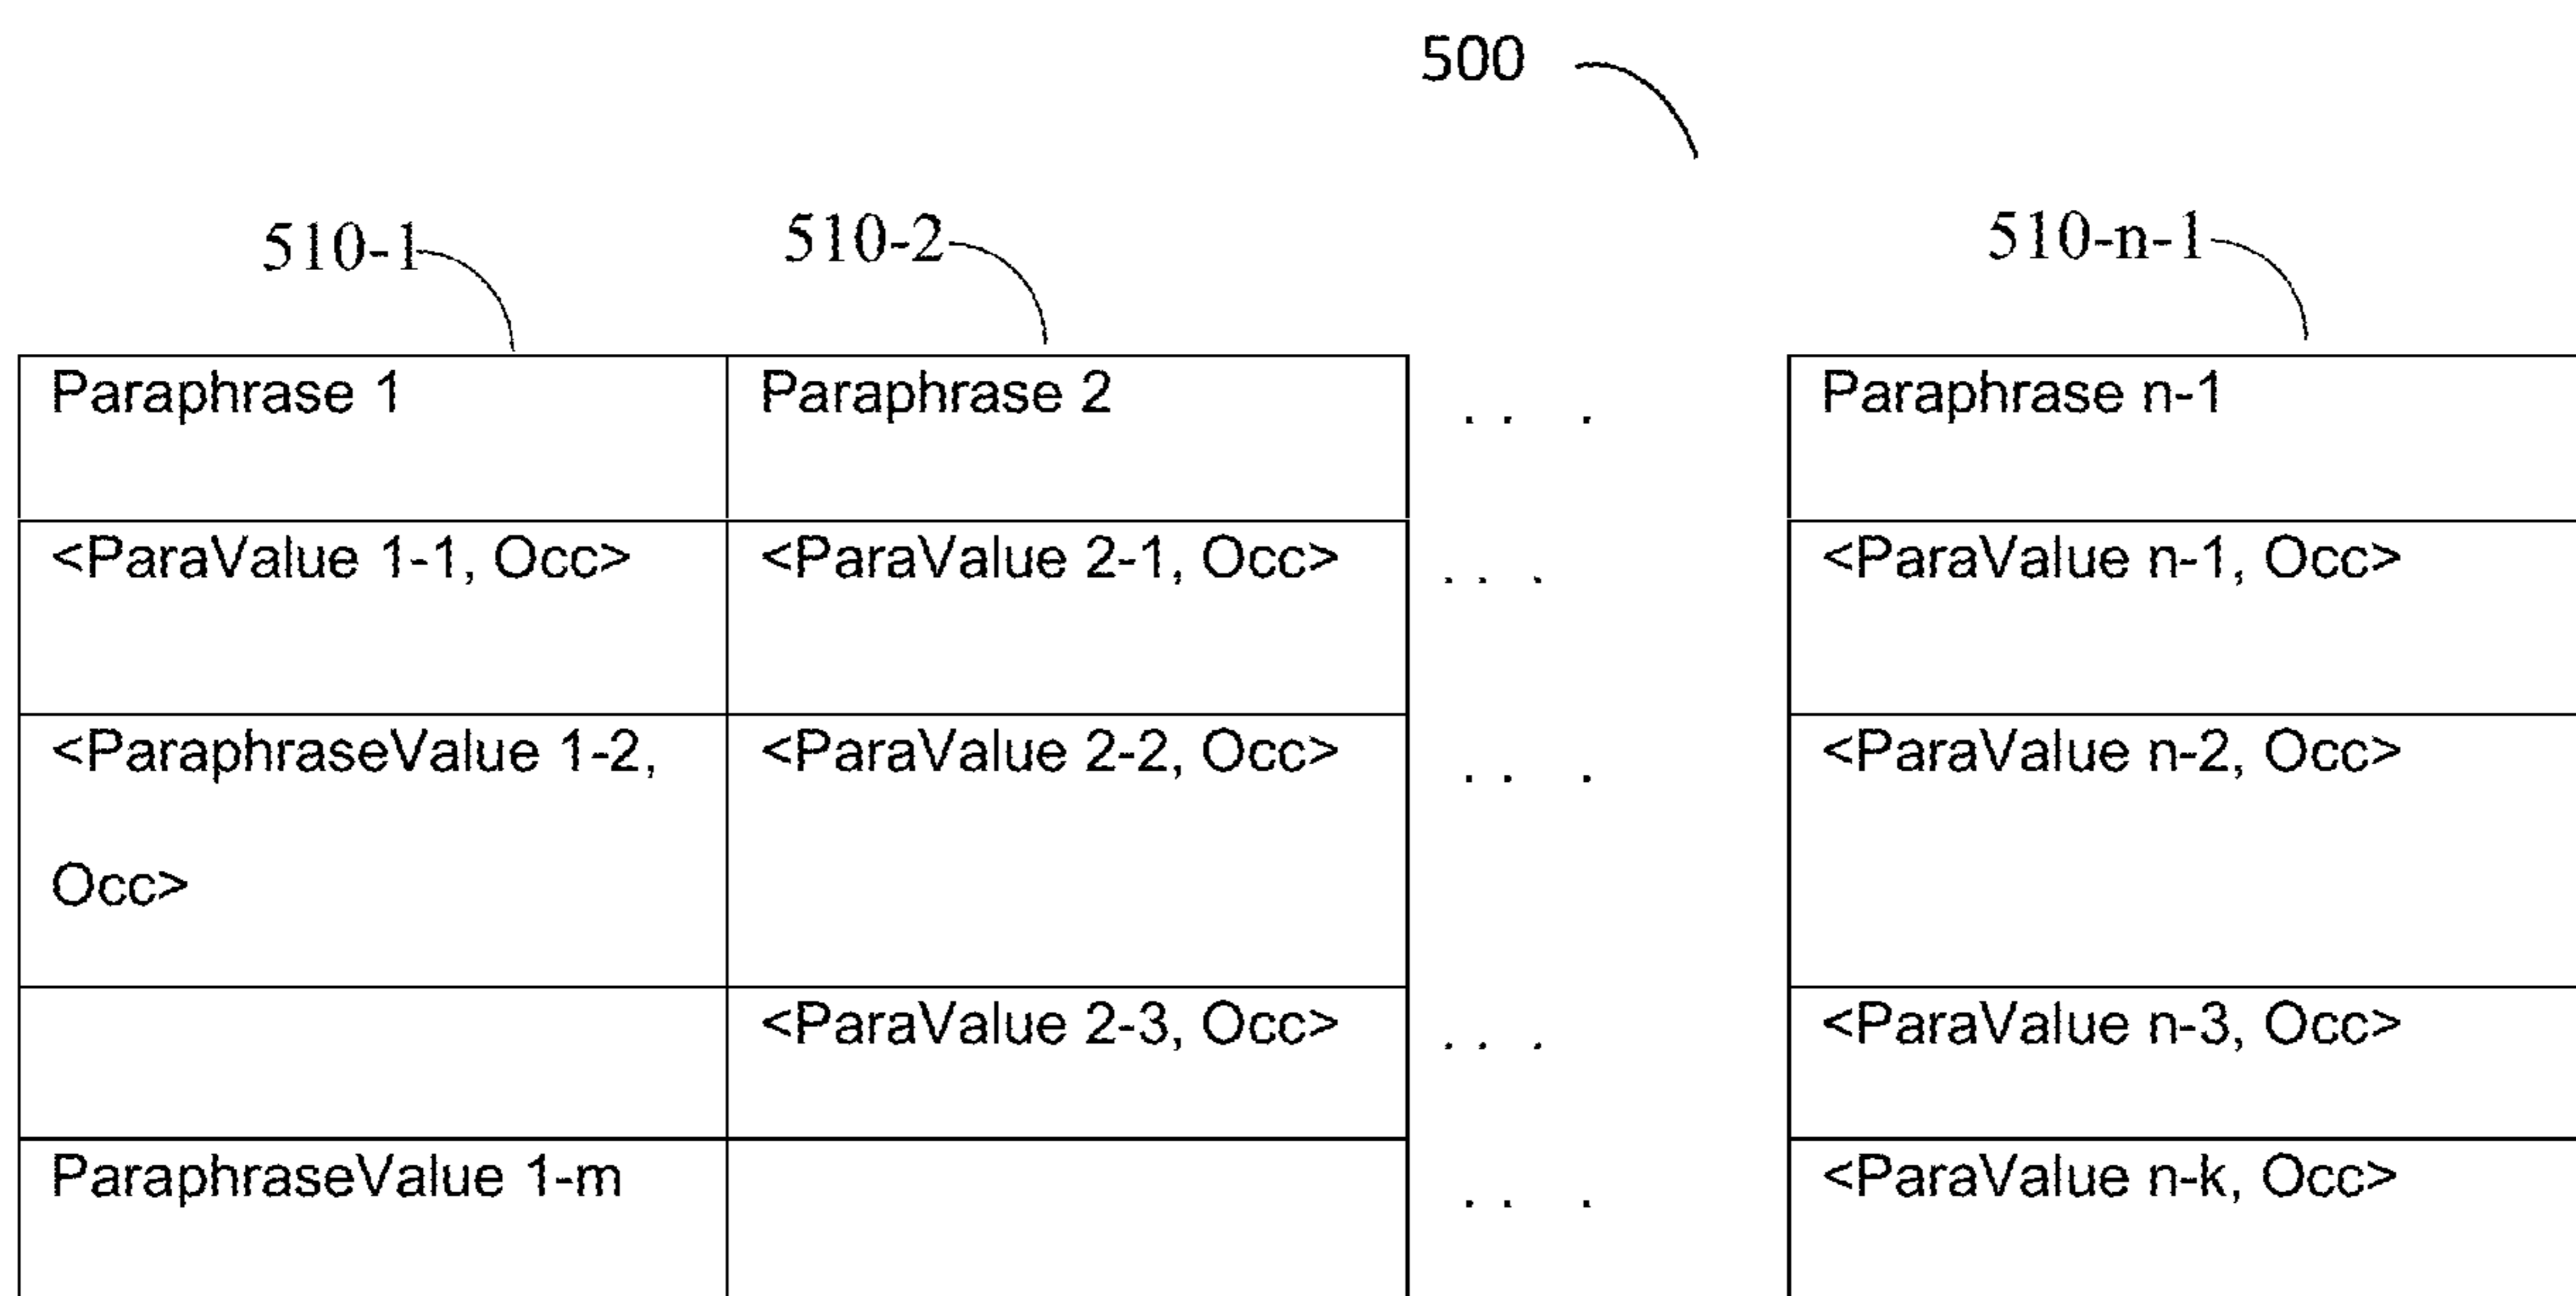 500
510-1 510-2 510-n-1
Paraphrase 1 Paraphrase 2 . . . Paraphrase n-1
<ParaValue 1-1, Occ> <ParaValue 2-1, Occ> . . . <ParaValue n-1, Occ>
<ParaphraseValue 1-2, <ParaValue 2-2, Occ> . . . <ParaValue n-2, Occ>
Occ>
<ParaValue 2-3, Occ> . . . <ParaValue n-3, Occ>
ParaphraseValue 1-m . . . <ParaValue n-k, Occ>